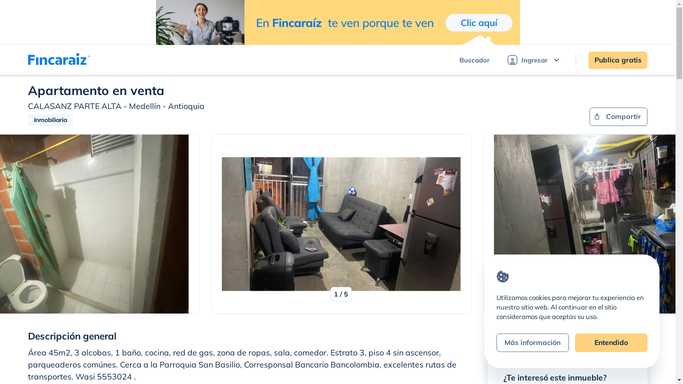 En Fincaraíz te ven porque te ven
Clic aquí
Fincaraíz
Buscador
Ingresar
Publica gratis
Apartamento en venta
CALASANZ PARTE ALTA - Medellín - Antioquia
Inmobiliaria
Compartir
1 / 5
Utilizamos cookies para mejorar tu experiencia en
nuestro sitio web. Al continuar en el sitio
consideramos que aceptas su uso.
Más información
Entendido
Descripción general
Área 45m2, 3 alcobas, 1 baño, cocina, red de gas, zona de ropas, sala, comedor. Estrato 3, piso 4 sin ascensor,
parqueaderos comúnes. Cerca a la Parroquia San Basilio, Corresponsal Bancario Bancolombia, excelentes rutas de
transportes. Wasi 5553024 .
¿Te interesó este inmueble?